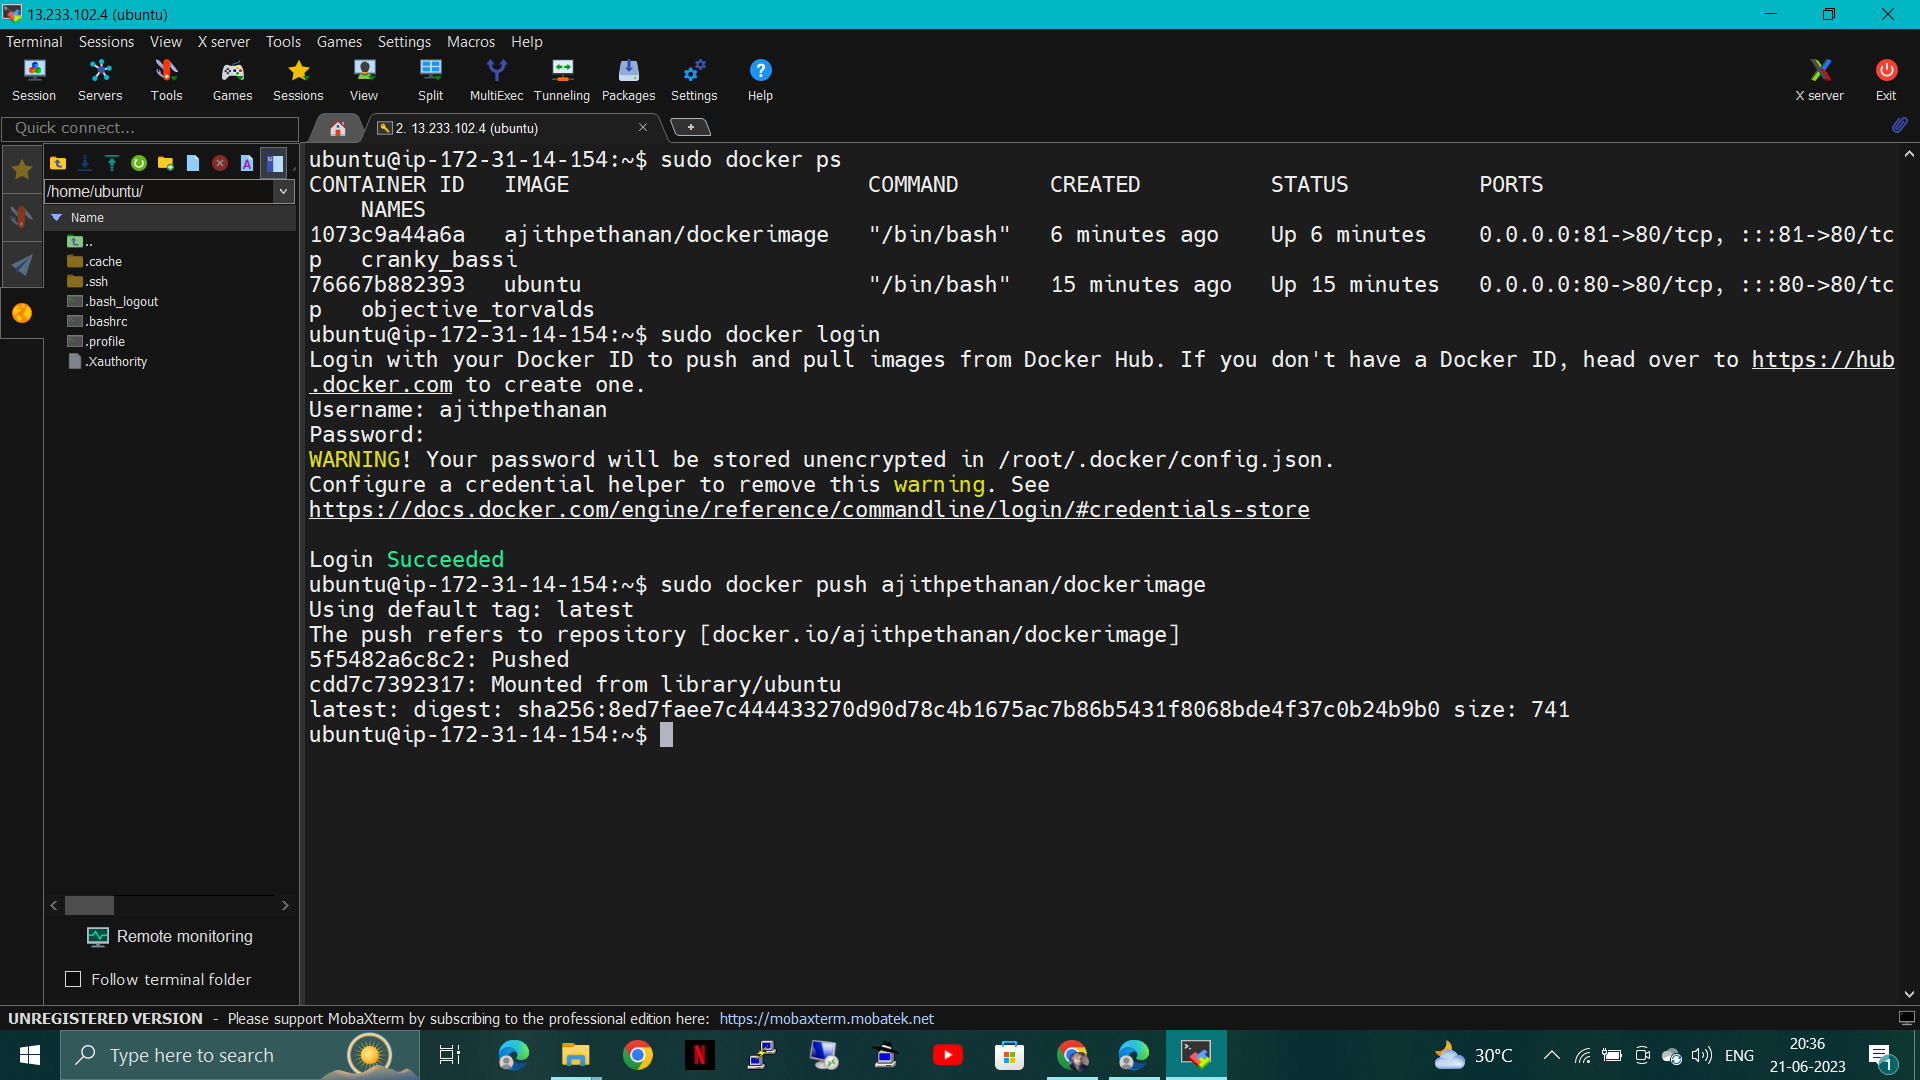 13.233.102.4 (ubuntu)
Terminal Sessions View X server Tools Games Settings Macros Help
Session Servers Tools Games Sessions View Split MultiExec Tunneling Packages Settings Help X server Exit
Quick connect...
2. 13.233.102.4 (ubuntu)
/home/ubuntu/
Name
..
.cache
.ssh
.bash_logout
.bashrc
.profile
.Xauthority
ubuntu@ip-172-31-14-154:~$ sudo docker ps
CONTAINER ID   IMAGE                       COMMAND       CREATED          STATUS          PORTS
    NAMES
1073c9a44a6a   ajithpethanan/dockerimage   "/bin/bash"   6 minutes ago    Up 6 minutes    0.0.0.0:81->80/tcp, :::81->80/tc
p   cranky_bassi
76667b882393   ubuntu                      "/bin/bash"   15 minutes ago   Up 15 minutes   0.0.0.0:80->80/tcp, :::80->80/tc
p   objective_torvalds
ubuntu@ip-172-31-14-154:~$ sudo docker login
Login with your Docker ID to push and pull images from Docker Hub. If you don't have a Docker ID, head over to https://hub
.docker.com to create one.
Username: ajithpethanan
Password:
WARNING! Your password will be stored unencrypted in /root/.docker/config.json.
Configure a credential helper to remove this warning. See
https://docs.docker.com/engine/reference/commandline/login/#credentials-store
Login Succeeded
ubuntu@ip-172-31-14-154:~$ sudo docker push ajithpethanan/dockerimage
Using default tag: latest
The push refers to repository [docker.io/ajithpethanan/dockerimage]
5f5482a6c8c2: Pushed
cdd7c7392317: Mounted from library/ubuntu
latest: digest: sha256:8ed7faee7c444433270d90d78c4b1675ac7b86b5431f8068bde4f37c0b24b9b0 size: 741
ubuntu@ip-172-31-14-154:~$
Remote monitoring
Follow terminal folder
UNREGISTERED VERSION - Please support MobaXterm by subscribing to the professional edition here: https://mobaxterm.mobatek.net
Type here to search
30°C
ENG
20:36
21-06-2023
1